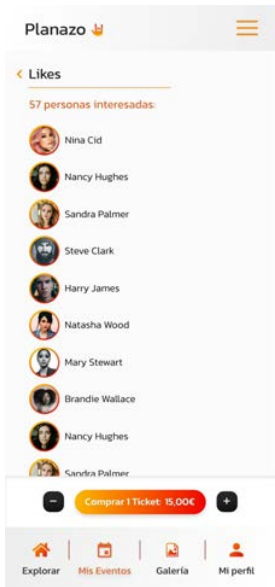 Planazo
Likes
57 personas interesadas:
Nina Cid
Nancy Hughes
Sandra Palmer
Steve Clark
Harry James
Natasha Wood
Mary Stewart
Brandie Wallace
Nancy Hughes
Sandra Palmer
- Comprar 1 Ticket: 15,00€ +
Explorar Mis Eventos Galería Mi perfil